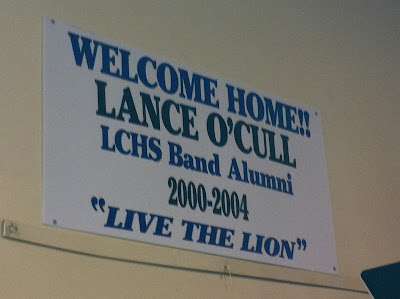 WELCOME HOME!!
LANCE O'CULL
LCHS Band Alumni
2000-2004
"LIVE THE LION"